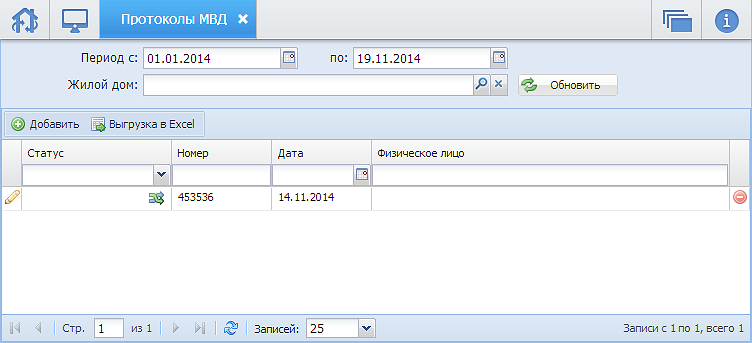 Протоколы МВД
Период с: 01.01.2014 по: 19.11.2014
Жилой дом: Обновить
Добавить Выгрузка в Excel
Статус Номер Дата Физическое лицо
453536 14.11.2014
Стр. 1 из 1 Записей: 25 Записи с 1 по 1, всего 1